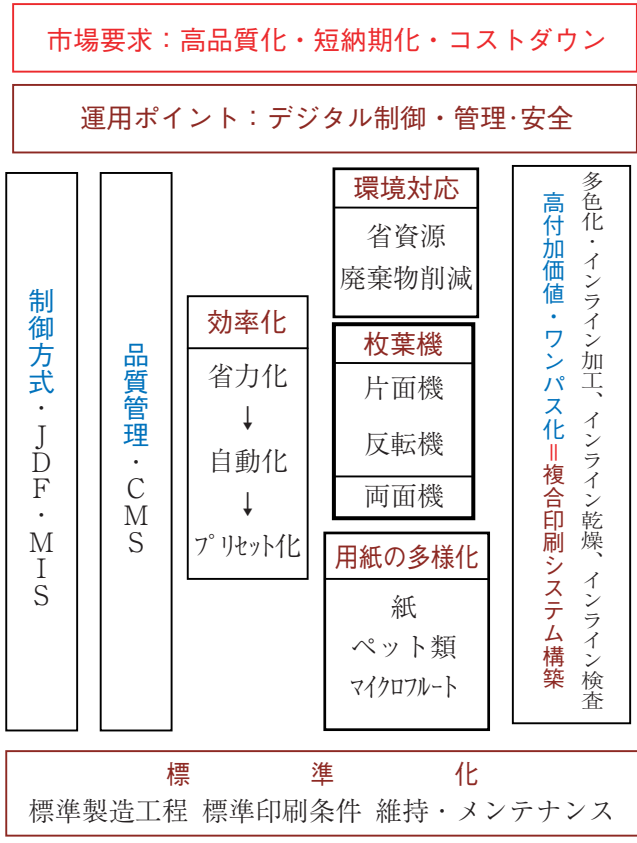 市場要求：高品質化・短納期化・コストダウン
運用ポイント：デジタル制御・管理･安全
制御方式・JDF・MIS
品質管理・CMS
効率化
省力化
↓
自動化
↓
プリセット化
環境対応
省資源
廃棄物削減
枚葉機
片面機
反転機
両面機
用紙の多様化
紙
ペット類
マイクロフルート
多色化・インライン加工、インライン乾燥、インライン検査
高付加価値・ワンパス化＝複合印刷システム構築
標準化
標準製造工程 標準印刷条件 維持・メンテナンス